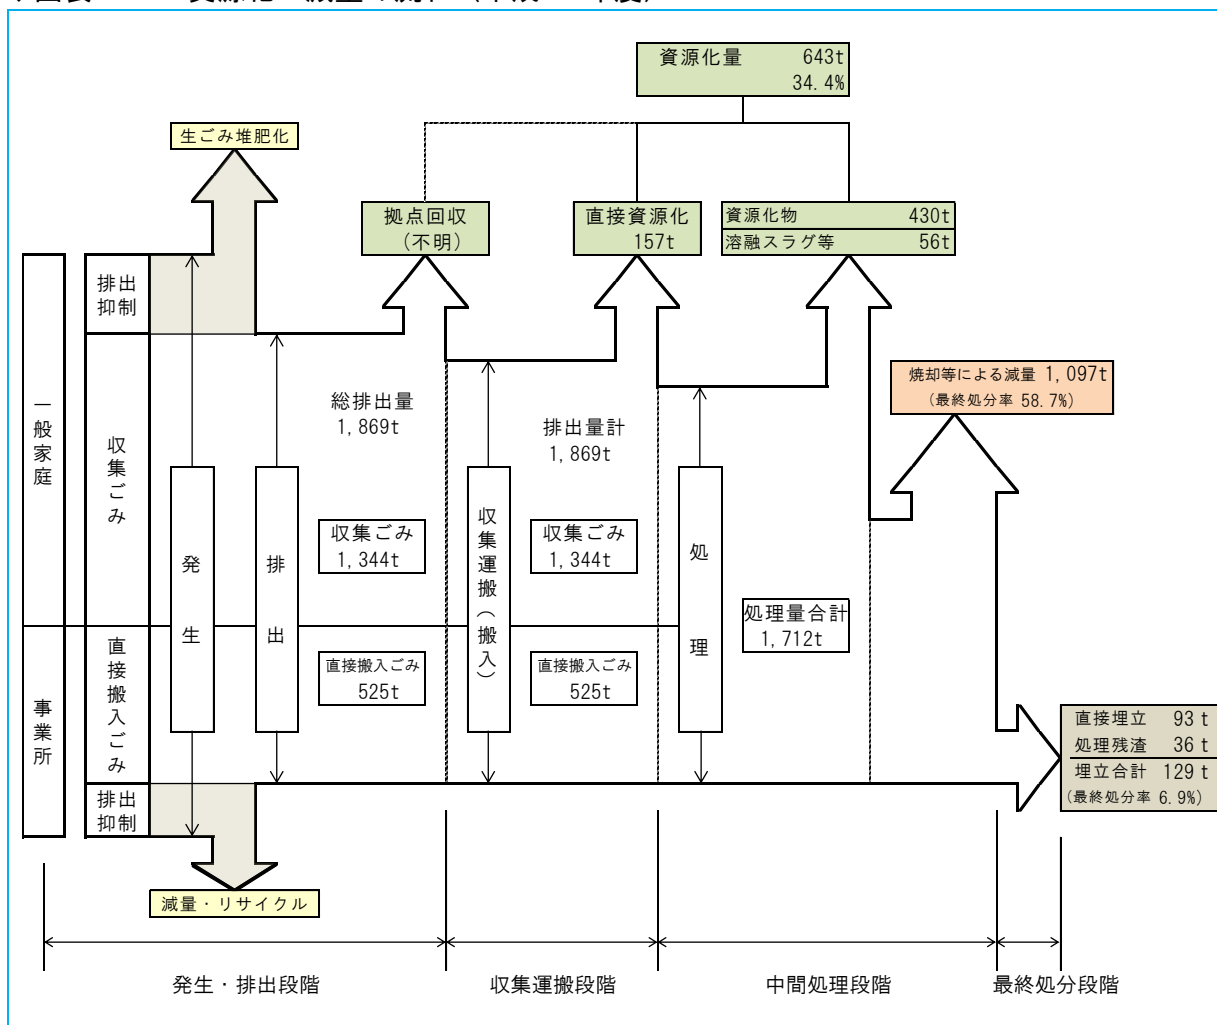 資源化量 643t
34.4%
生ごみ堆肥化
拠点回収
(不明)
直接資源化
157t
資源化物 430t
溶融スラグ等 56t
一般家庭
事業所
排出
抑制
収集ごみ
直接搬入ごみ
排出
抑制
発生
排出
総排出量
1,869t
収集ごみ
1,344t
直接搬入ごみ
525t
収集運搬(搬入)
排出量計
1,869t
収集ごみ
1,344t
直接搬入ごみ
525t
処理
処理量合計
1,712t
焼却等による減量 1,097t
(最終処分率 58.7%)
直接埋立 93t
処理残渣 36t
埋立合計 129t
(最終処分率 6.9%)
減量・リサイクル
発生・排出段階
収集運搬段階
中間処理段階
最終処分段階